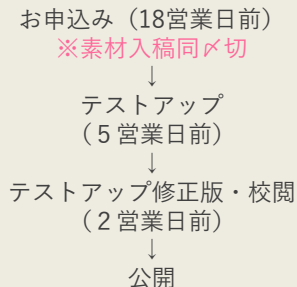 お申込み（18営業日前）
※素材入稿同〆切
↓
テストアップ
（５営業日前）
↓
テストアップ修正版・校閲
（２営業日前）
↓
公開